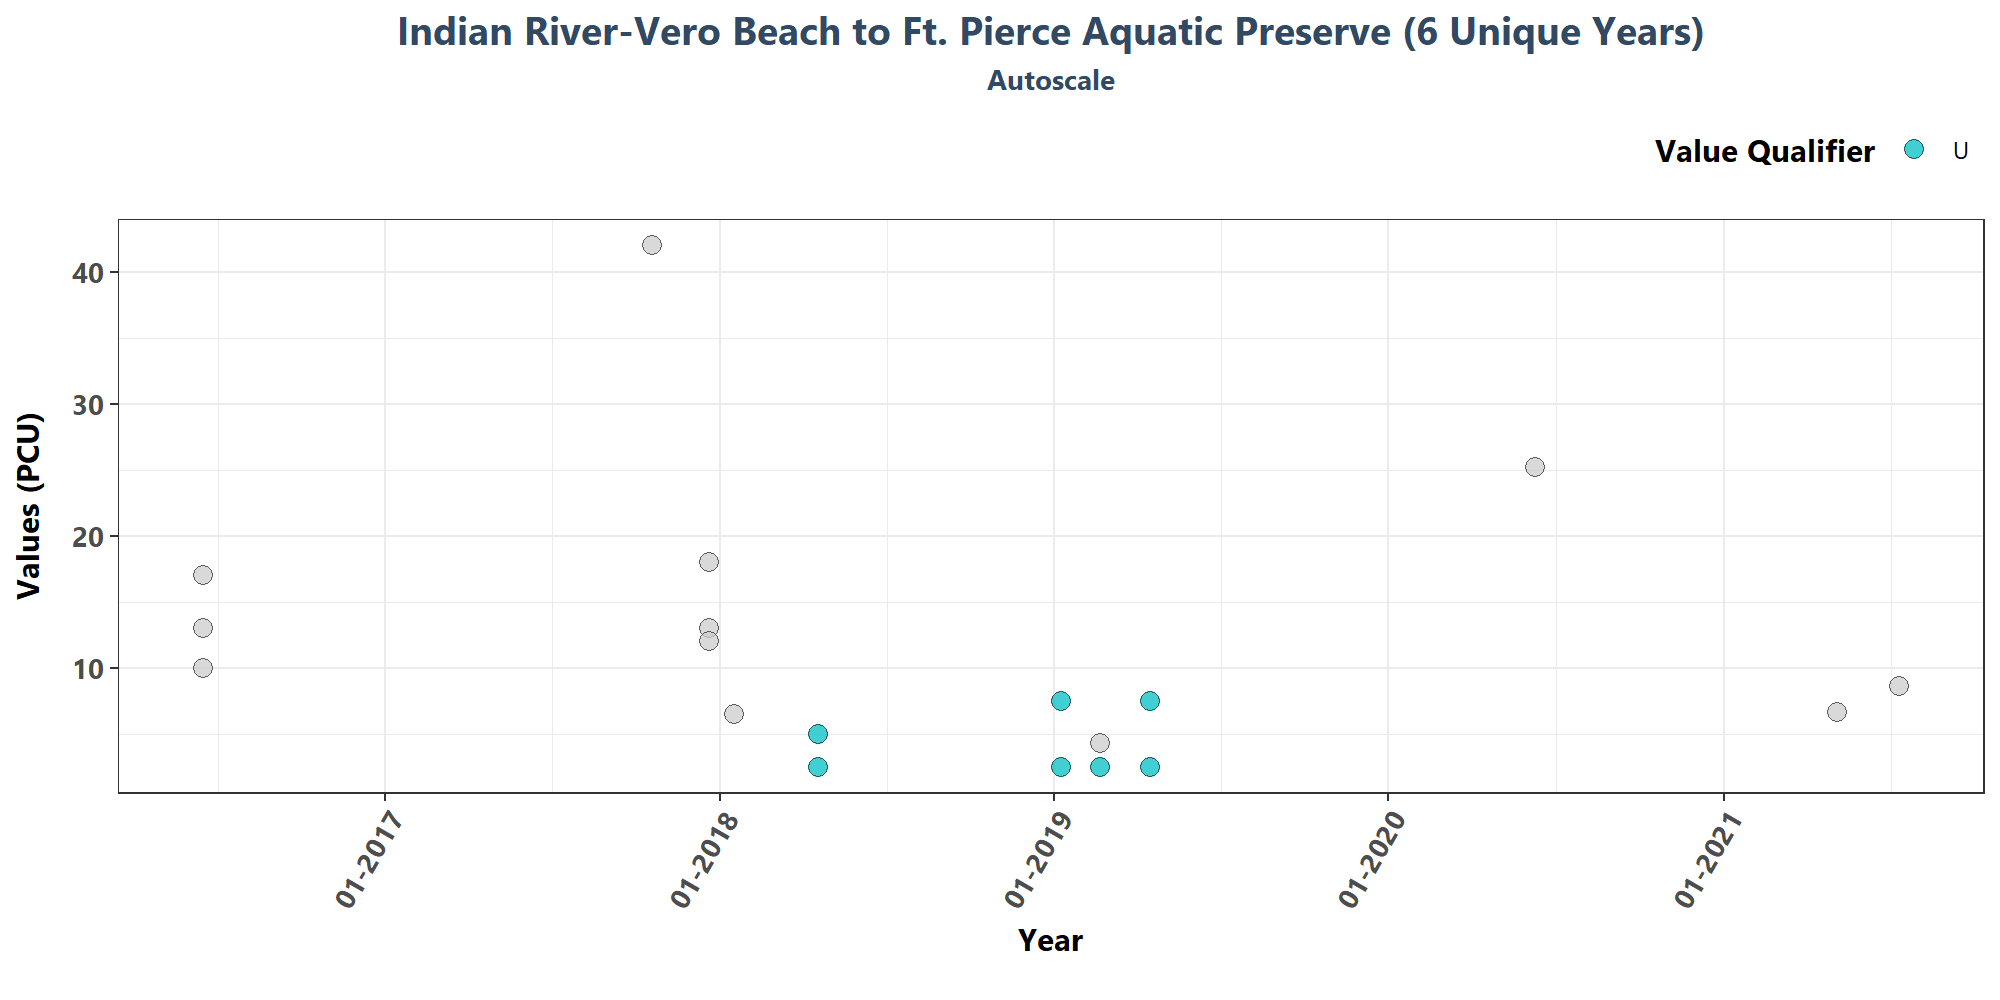 Indian River-Vero Beach to Ft. Pierce Aquatic Preserve (6 Unique Years)
Autoscale
Value Qualifier U
Values (PCU)
40
30
20
10
01-2017
01-2018
01-2019
01-2020
01-2021
Year